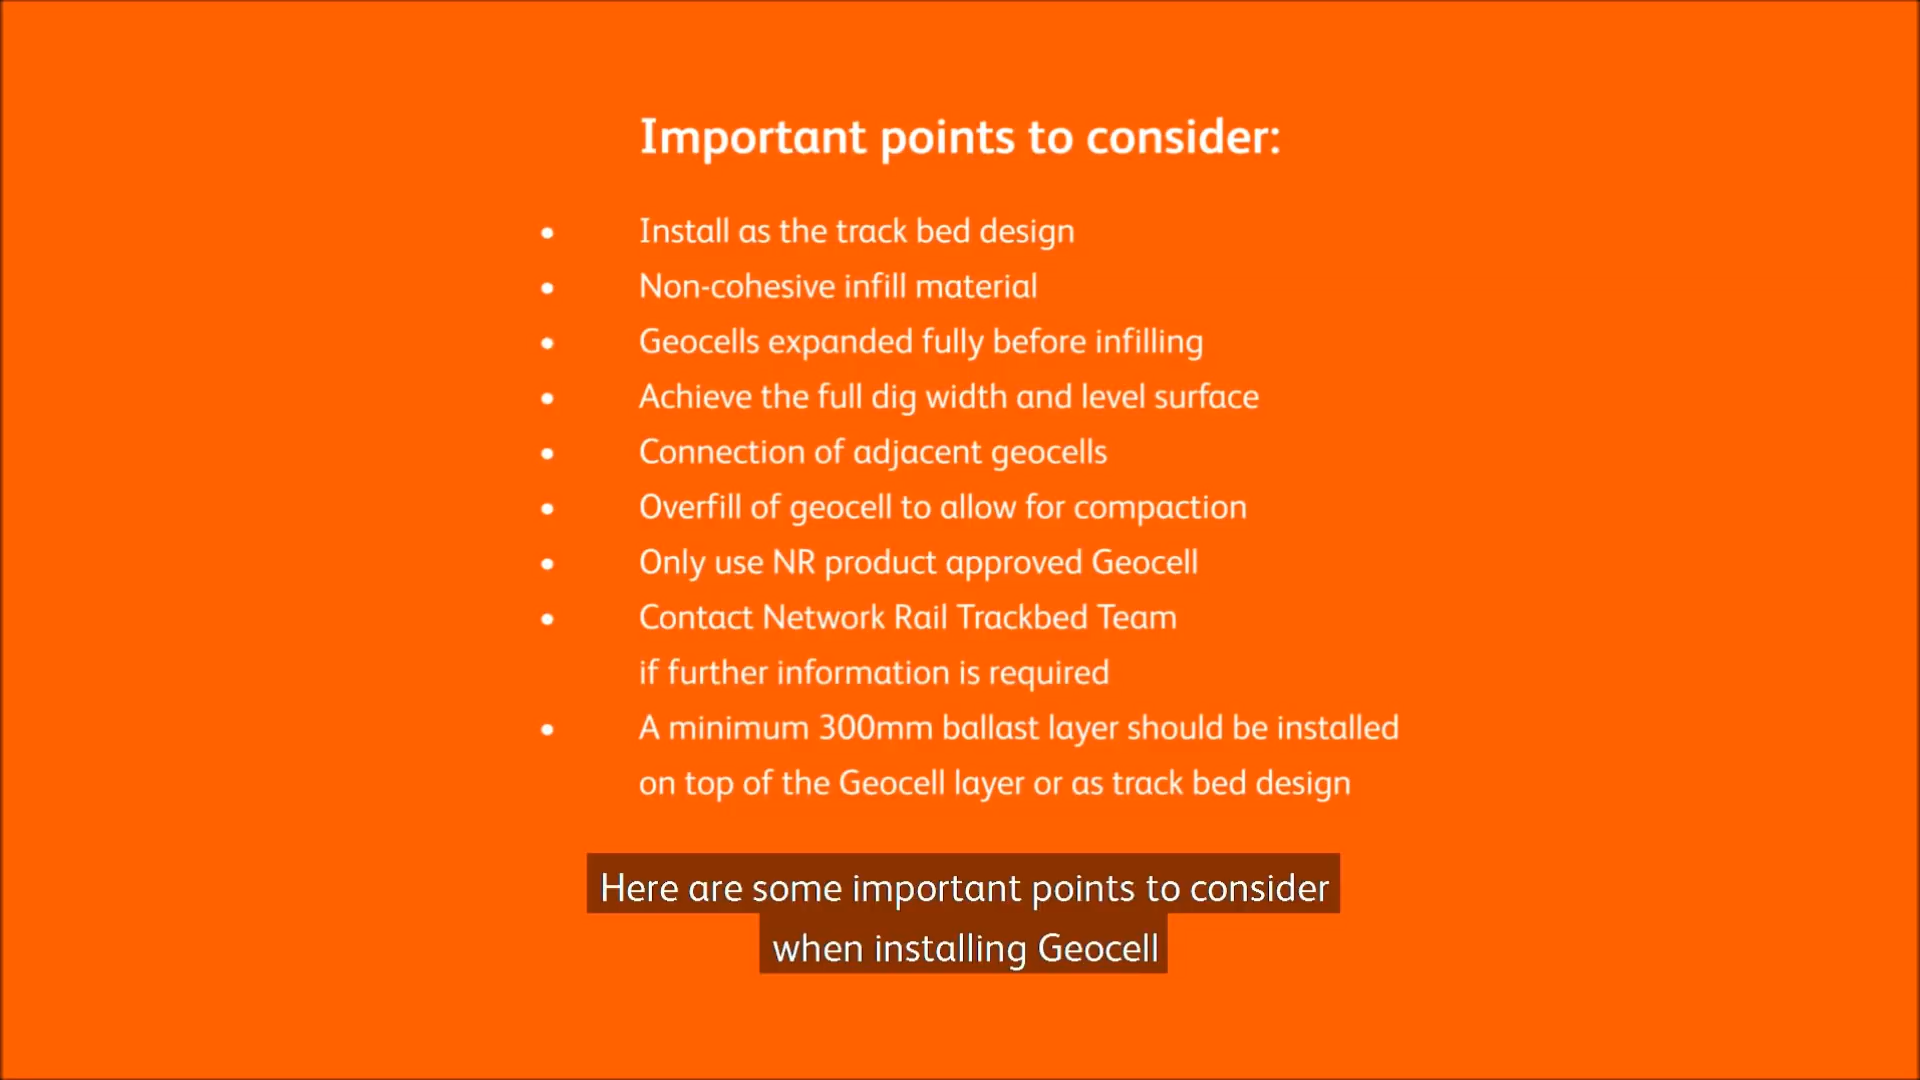 Important points to consider:
• Install as the track bed design
• Non-cohesive infill material
• Geocells expanded fully before infilling
• Achieve the full dig width and level surface
• Connection of adjacent geocells
• Overfill of geocell to allow for compaction
• Only use NR product approved Geocell
• Contact Network Rail Trackbed Team
if further information is required
• A minimum 300mm ballast layer should be installed
on top of the Geocell layer or as track bed design
Here are some important points to consider
when installing Geocell